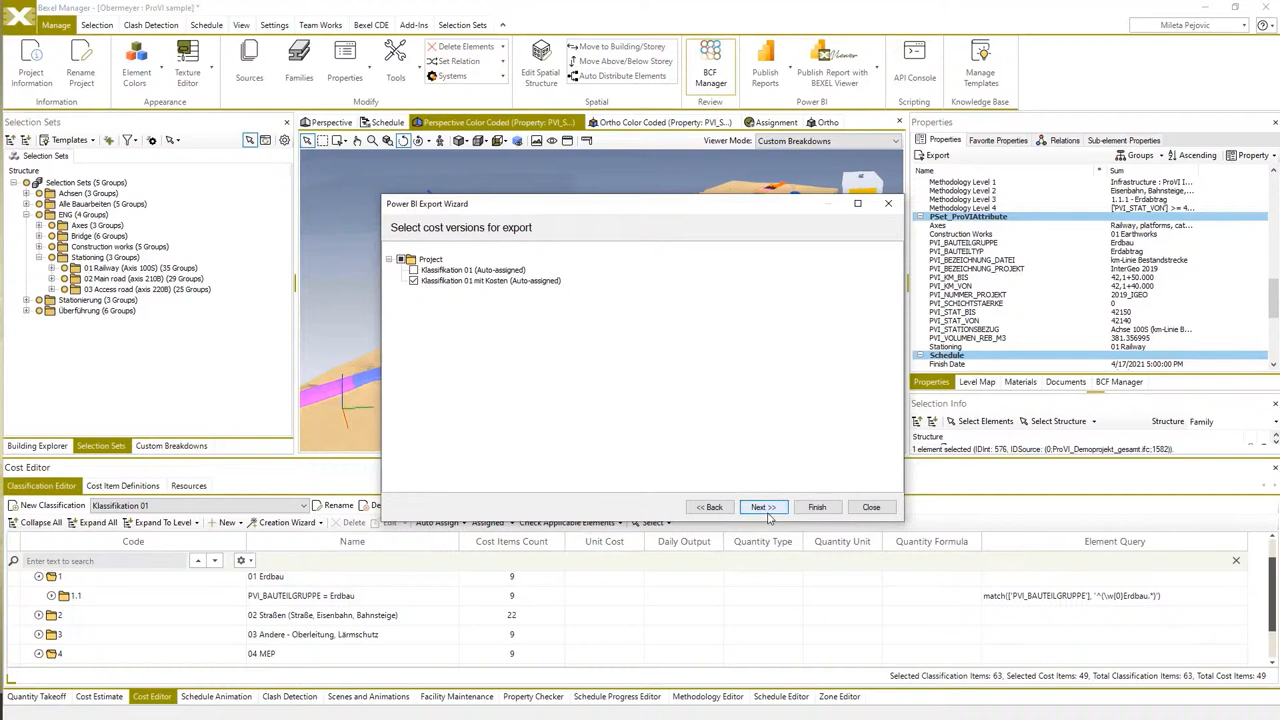 Bexel Manager (Obermeyer : ProVI sample)
Manage Selection Clash Detection Schedule View Team Works Bexel CDE Add-Ins Selection Sets
Mileta Pejovic
Project Information
Rename Project
Information
Element Colors
Texture Editor
Appearance
Sources
Families
Properties
Tools
Delete Elements
Set Relation
Systems
Modify
Edit Spatial Structure
Move to Building/Storey
Move Above/Below Storey
Auto Distribute Elements
Spatial
BCF Manager
Review
Publish Reports
Viewer
Publish Report with BEXEL Viewer
Power BI
API Console
Scripting
Manage Templates
Knowledge Base
Selection Sets
Templates
Selection Sets
Structure
Selection Sets (5 Groups)
Achsen (3 Groups)
Alle Bauarbeiten (5 Groups)
ENG (4 Groups)
Axes (3 Groups)
Bridge (6 Groups)
Construction works (5 Groups)
Stationing (3 Groups)
01 Railway (Axis 100S) (35 Groups)
02 Main road (axis 210B) (29 Groups)
03 Access road (axis 220B) (25 Groups)
Stationierung (3 Groups)
Überführung (6 Groups)
Building Explorer Selection Sets Custom Breakdowns
Perspective Schedule Perspective Color Coded (Property: PVI_S... Ortho Color Coded (Property: PVI_S... Assignment Ortho
Viewer Mode: Custom Breakdowns
Power BI Export Wizard
Select cost versions for export
Project
Klassifikation 01 (Auto-assigned)
Klassifikation 01 mit Kosten (Auto-assigned)
<< Back Next >> Finish Close
Properties
Properties Favorite Properties Relations Sub-element Properties
Export Groups Ascending Property
Name Sum
Methodology Level 1 Infrastructure : ProVI I...
Methodology Level 2 Eisenbahn, Bahnsteige,...
Methodology Level 3 1.1.1 - Erdabtrag
Methodology Level 4 ['PVI_STAT_VON'] >= 4...
PSet_ProVIAttribute
Axes Railway, platforms, cat...
Construction Works 01 Earthworks
PVI_BAUTEILGRUPPE Erdbau
PVI_BAUTEILTYP Erdabtrag
PVI_BEZEICHNUNG_DATEI km-Linie Bestandstrecke
PVI_BEZEICHNUNG_PROJEKT InterGeo 2019
PVI_KM_BIS 42,1+50.000
PVI_KM_VON 42,1+40.000
PVI_NUMMER_PROJEKT 2019_IGEO
PVI_SCHICHTSTAERKE 0
PVI_STAT_BIS 42150
PVI_STAT_VON 42140
PVI_STATIONSBEZUG Achse 100S (km-Linie B...
PVI_VOLUMEN_REB_M3 381.356995
Stationing 01 Railway
Schedule
Finish Date 4/17/2021 5:00:00 PM
Properties Level Map Materials Documents BCF Manager
Selection Info
Select Elements Select Structure Structure Family
Structure
1 element selected (IDInt: 576, IDSource: (0;ProVI_Demoprojekt_gesamt.ifc;1582)).
Cost Editor
Classification Editor Cost Item Definitions Resources
New Classification Klassifikation 01 Rename
Collapse All Expand All Expand To Level New Creation Wizard Delete Auto Assign Assigned Check Applicable Elements Select
Code Name Cost Items Count Unit Cost Daily Output Quantity Type Quantity Unit Quantity Formula Element Query
Enter text to search
1 01 Erdbau 9
1.1 PVI_BAUTEILGRUPPE = Erdbau 9 match(['PVI_BAUTEILGRUPPE'], '^(\w{0}Erdbau.*)')
2 02 Straßen (Straße, Eisenbahn, Bahnsteige) 22
3 03 Andere - Oberleitung, Lärmschutz 9
4 04 MEP 9
Selected Classification Items: 63, Selected Cost Items: 49, Total Classification Items: 63, Total Cost Items: 49
Quantity Takeoff Cost Estimate Cost Editor Schedule Animation Clash Detection Scenes and Animations Facility Maintenance Property Checker Schedule Progress Editor Methodology Editor Schedule Editor Zone Editor